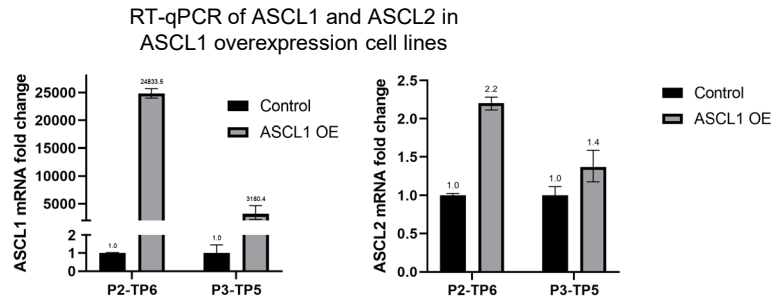 RT-qPCR of ASCL1 and ASCL2 in
ASCL1 overexpression cell lines
ASCL1 mRNA fold change
25000
20000
15000
10000
5000
2
1
0
24833.5
1.0
3180.4
1.0
P2-TP6
P3-TP5
Control
ASCL1 OE
ASCL2 mRNA fold change
2.5
2.0
1.5
1.0
0.5
0.0
1.0
2.2
1.0
1.4
P2-TP6
P3-TP5
Control
ASCL1 OE